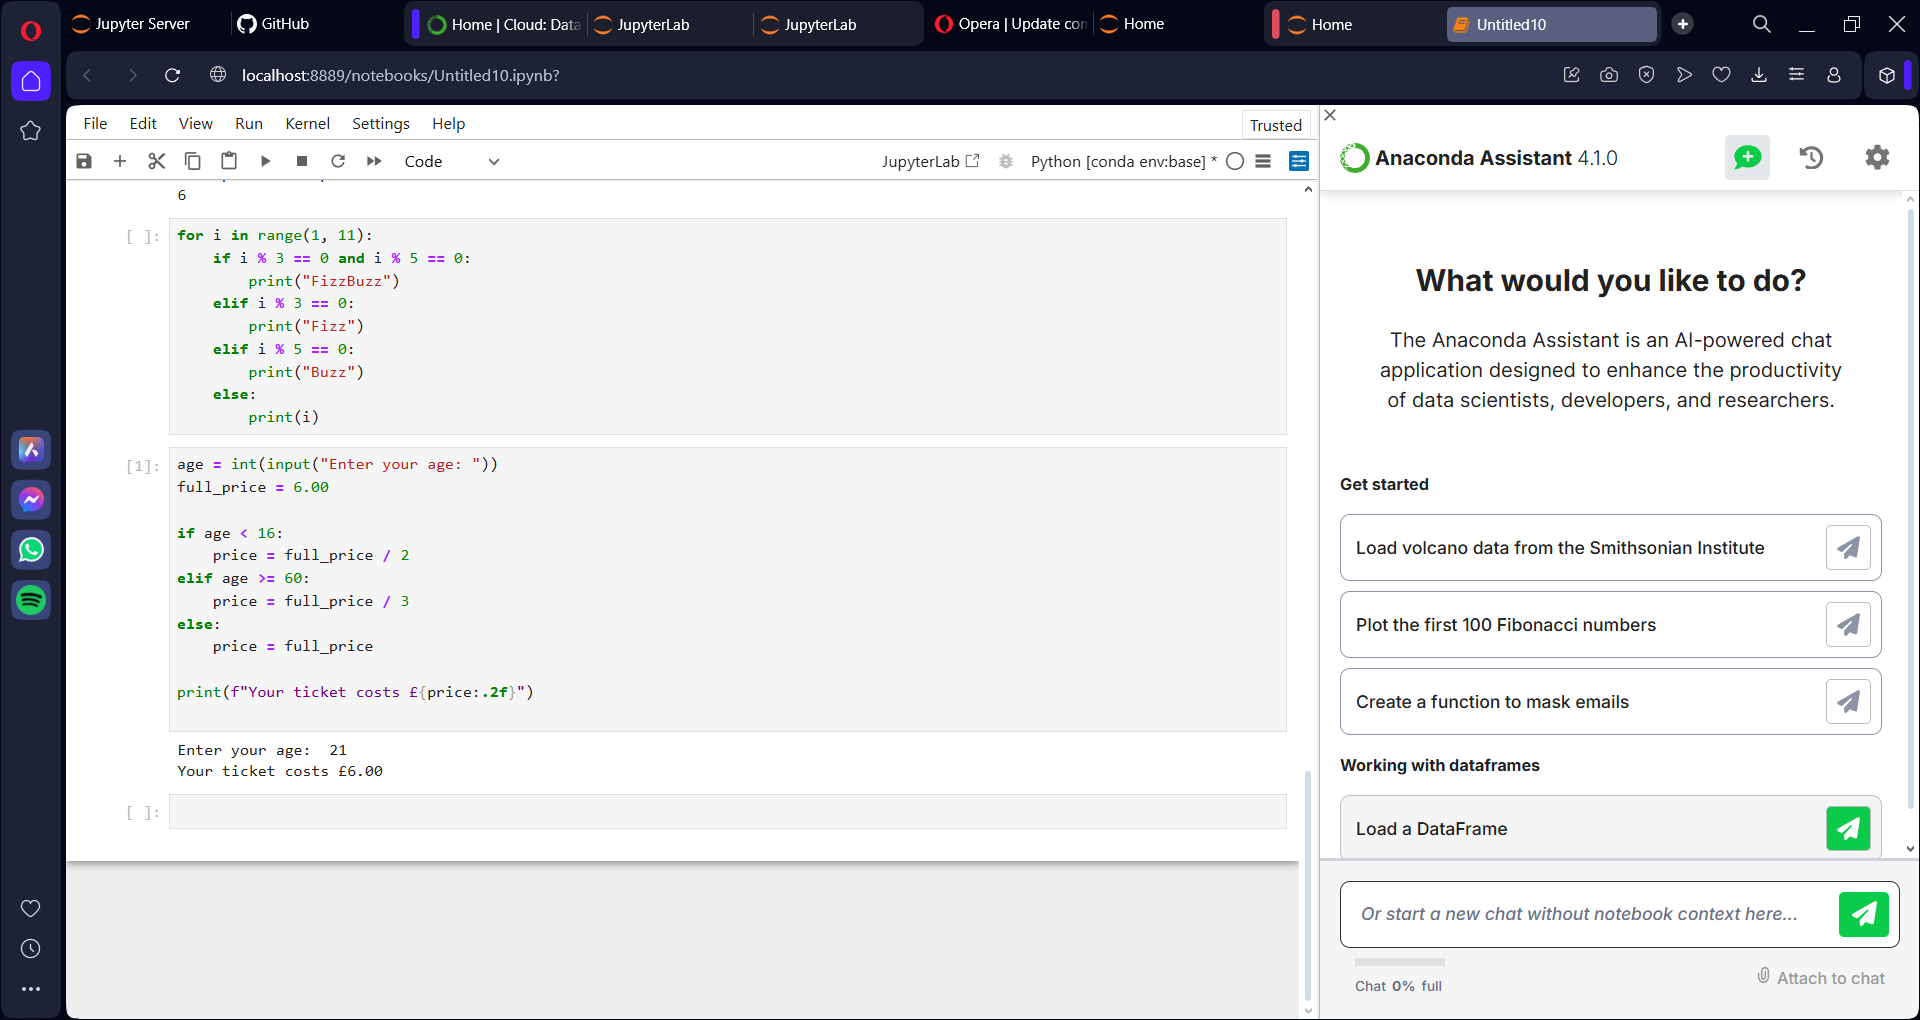 Jupyter Server
GitHub
Home | Cloud: Data
JupyterLab
JupyterLab
Opera | Update con
Home
Home
Untitled10
localhost:8889/notebooks/Untitled10.ipynb?
File Edit View Run Kernel Settings Help
Trusted
Code
JupyterLab
Python [conda env:base] *
6
[ ]:
for i in range(1, 11):
    if i % 3 == 0 and i % 5 == 0:
        print("FizzBuzz")
    elif i % 3 == 0:
        print("Fizz")
    elif i % 5 == 0:
        print("Buzz")
    else:
        print(i)
[1]:
age = int(input("Enter your age: "))
full_price = 6.00
if age < 16:
    price = full_price / 2
elif age >= 60:
    price = full_price / 3
else:
    price = full_price
print(f"Your ticket costs £{price:.2f}")
Enter your age:  21
Your ticket costs £6.00
[ ]:
Anaconda Assistant 4.1.0
What would you like to do?
The Anaconda Assistant is an AI-powered chat
application designed to enhance the productivity
of data scientists, developers, and researchers.
Get started
Load volcano data from the Smithsonian Institute
Plot the first 100 Fibonacci numbers
Create a function to mask emails
Working with dataframes
Load a DataFrame
Or start a new chat without notebook context here...
Chat 0% full
Attach to chat